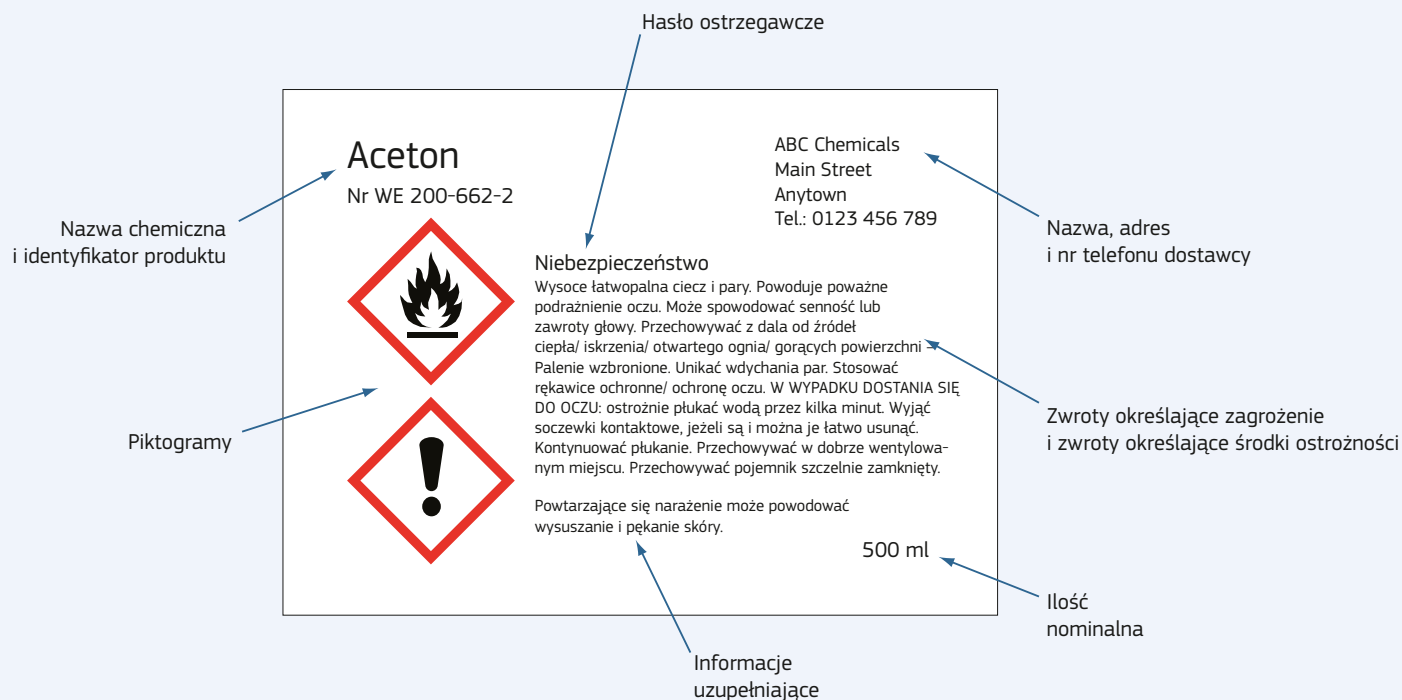 Hasło ostrzegawcze
Aceton
Nr WE 200-662-2
ABC Chemicals
Main Street
Anytown
Tel.: 0123 456 789
Nazwa chemiczna
i identyfikator produktu
Nazwa, adres
i nr telefonu dostawcy
Niebezpieczeństwo
Wysoce łatwopalna ciecz i pary. Powoduje poważne
podrażnienie oczu. Może spowodować senność lub
zawroty głowy. Przechowywać z dala od źródeł
ciepła/ iskrzenia/ otwartego ognia/ gorących powierzchni –
Palenie wzbronione. Unikać wdychania par. Stosować
rękawice ochronne/ ochronę oczu. W WYPADKU DOSTANIA SIĘ
DO OCZU: ostrożnie płukać wodą przez kilka minut. Wyjąć
soczewki kontaktowe, jeżeli są i można je łatwo usunąć.
Kontynuować płukanie. Przechowywać w dobrze wentylowa-
nym miejscu. Przechowywać pojemnik szczelnie zamknięty.
Piktogramy
Zwroty określające zagrożenie
i zwroty określające środki ostrożności
Powtarzające się narażenie może powodować
wysuszanie i pękanie skóry.
500 ml
Ilość
nominalna
Informacje
uzupełniające